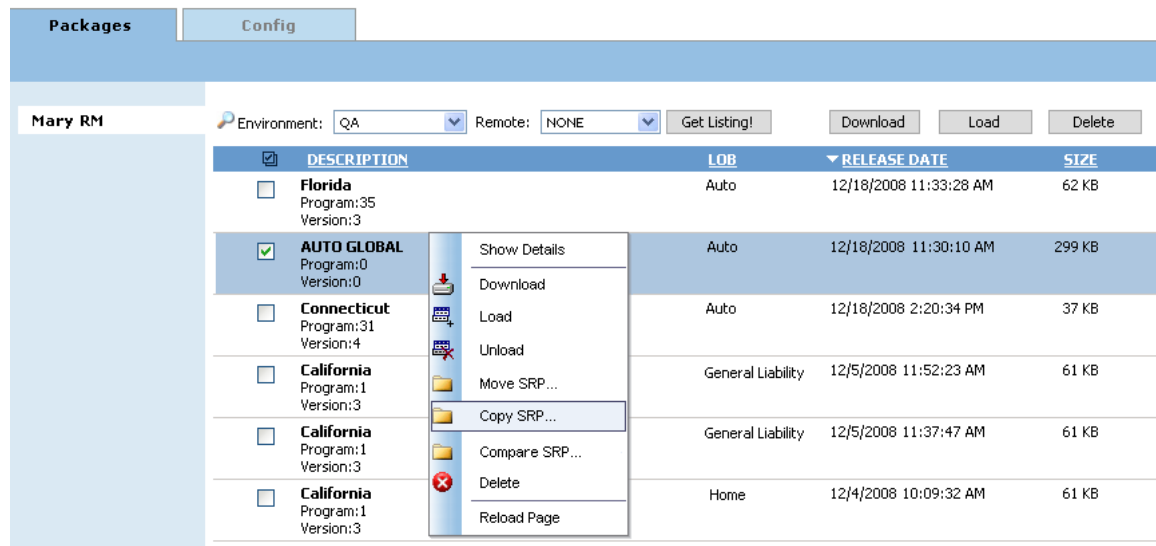 Packages Config
Mary RM
Environment: QA Remote: NONE Get Listing! Download Load Delete
DESCRIPTION LOB RELEASE DATE SIZE
Florida Auto 12/18/2008 11:33:28 AM 62 KB
Program:35
Version:3
AUTO GLOBAL Auto 12/18/2008 11:30:10 AM 299 KB
Program:0
Version:0
Connecticut Auto 12/18/2008 2:20:34 PM 37 KB
Program:31
Version:4
California General Liability 12/5/2008 11:52:23 AM 61 KB
Program:1
Version:3
California General Liability 12/5/2008 11:37:47 AM 61 KB
Program:1
Version:3
California Home 12/4/2008 10:09:32 AM 61 KB
Program:1
Version:3
Show Details
Download
Load
Unload
Move SRP...
Copy SRP...
Compare SRP...
Delete
Reload Page